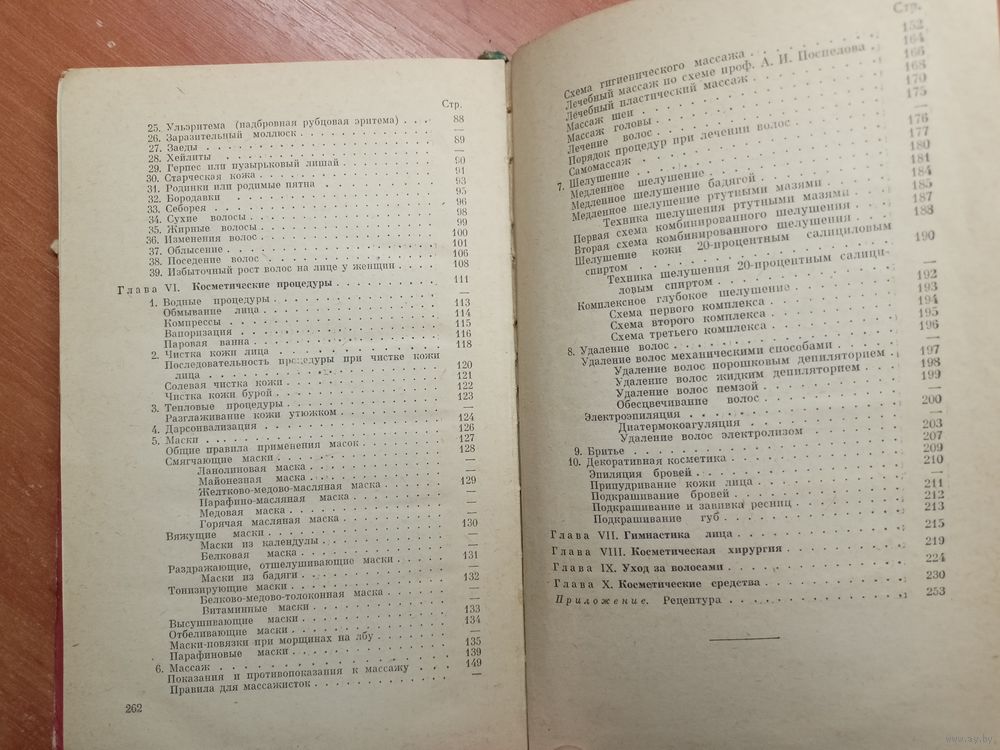 Стр.
25. Ульэритема (надбровная рубцовая эритема) . . . 88
26. Заразительный моллюск . . . —
27. Заеды . . . 89
28. Хейлиты . . . —
29. Герпес или пузырьковый лишай . . . 90
30. Старческая кожа . . . 91
31. Родинки или родимые пятна . . . 93
32. Бородавки . . . 95
33. Себорея . . . 96
34. Сухие волосы . . . 98
35. Жирные волосы . . . 99
36. Изменения волос . . . 100
37. Облысение . . . 101
38. Поседение волос . . . 106
39. Избыточный рост волос на лице у женщин . . . 108
Глава VI. Косметические процедуры . . . 111
1. Водные процедуры . . . —
Обмывание лица . . . 113
Компрессы . . . 114
Вапоризация . . . 115
Паровая ванна . . . 116
2. Чистка кожи лица . . . 118
Последовательность процедуры при чистке кожи
лица . . . 120
Солевая чистка кожи . . . 121
Чистка кожи бурой . . . 122
3. Тепловые процедуры . . . 123
Разглаживание кожи утюжком . . . —
4. Дарсонвализация . . . 124
5. Маски . . . 126
Общие правила применения масок . . . 127
Смягчающие маски . . . 128
Ланолиновая маска . . . —
Майонезная маска . . . —
Желтково-медово-масляная маска . . . 129
Парафино-масляная маска . . . —
Медовая маска . . . —
Горячая масляная маска . . . —
Вяжущие маски . . . 130
Маски из календулы . . . —
Белковая маска . . . —
Раздражающие, отшелушивающие маски . . . 131
Маски из бадяги . . . —
Тонизирующие маски . . . 132
Белково-медово-толоконная маска . . . —
Витаминные маски . . . —
Высушивающие маски . . . 133
Отбеливающие маски . . . 134
Маски-повязки при морщинах на лбу . . . —
Парафиновые маски . . . 135
6. Массаж . . . 139
Показания и противопоказания к массажу . . . 149
Правила для массажисток . . . —
262
Стр.
Схема гигиенического массажа . . . 152
Лечебный массаж по схеме проф. А. И. Поспелова . 164
Лечебный пластический массаж . . . 166
Массаж шеи . . . 168
Массаж головы . . . 170
Лечение волос . . . 175
Порядок процедур при лечении волос . . . —
Самомассаж . . . 176
7. Шелушение . . . 177
Медленное шелушение . . . 180
Медленное шелушение бадягой . . . 181
Медленное шелушение ртутными мазями . . . 184
Техника шелушения ртутными мазями . . . 185
Первая схема комбинированного шелушения . . . 187
Вторая схема комбинированного шелушения . . . 188
Шелушение кожи 20-процентным салициловым
спиртом . . . 190
Техника шелушения 20-процентным салици-
ловым спиртом . . . —
Комплексное глубокое шелушение . . . 192
Схема первого комплекса . . . 193
Схема второго комплекса . . . 194
Схема третьего комплекса . . . 195
8. Удаление волос . . . 196
Удаление волос механическими способами . . . —
Удаление волос порошковым депиляторием . 197
Удаление волос жидким депиляторием . . . 198
Удаление волос пемзой . . . 199
Обесцвечивание волос . . . —
Электроэпиляция . . . 200
Диатермокоагуляция . . . —
Удаление волос электролизом . . . 203
9. Бритье . . . 207
10. Декоративная косметика . . . 209
Эпиляция бровей . . . 210
Припудривание кожи лица . . . —
Подкрашивание бровей . . . 211
Подкрашивание и завивка ресниц . . . 212
Подкрашивание губ . . . 213
Глава VII. Гимнастика лица . . . 215
Глава VIII. Косметическая хирургия . . . 219
Глава IX. Уход за волосами . . . 224
Глава X. Косметические средства . . . 230
Приложение. Рецептура . . . 253
www.ay.by